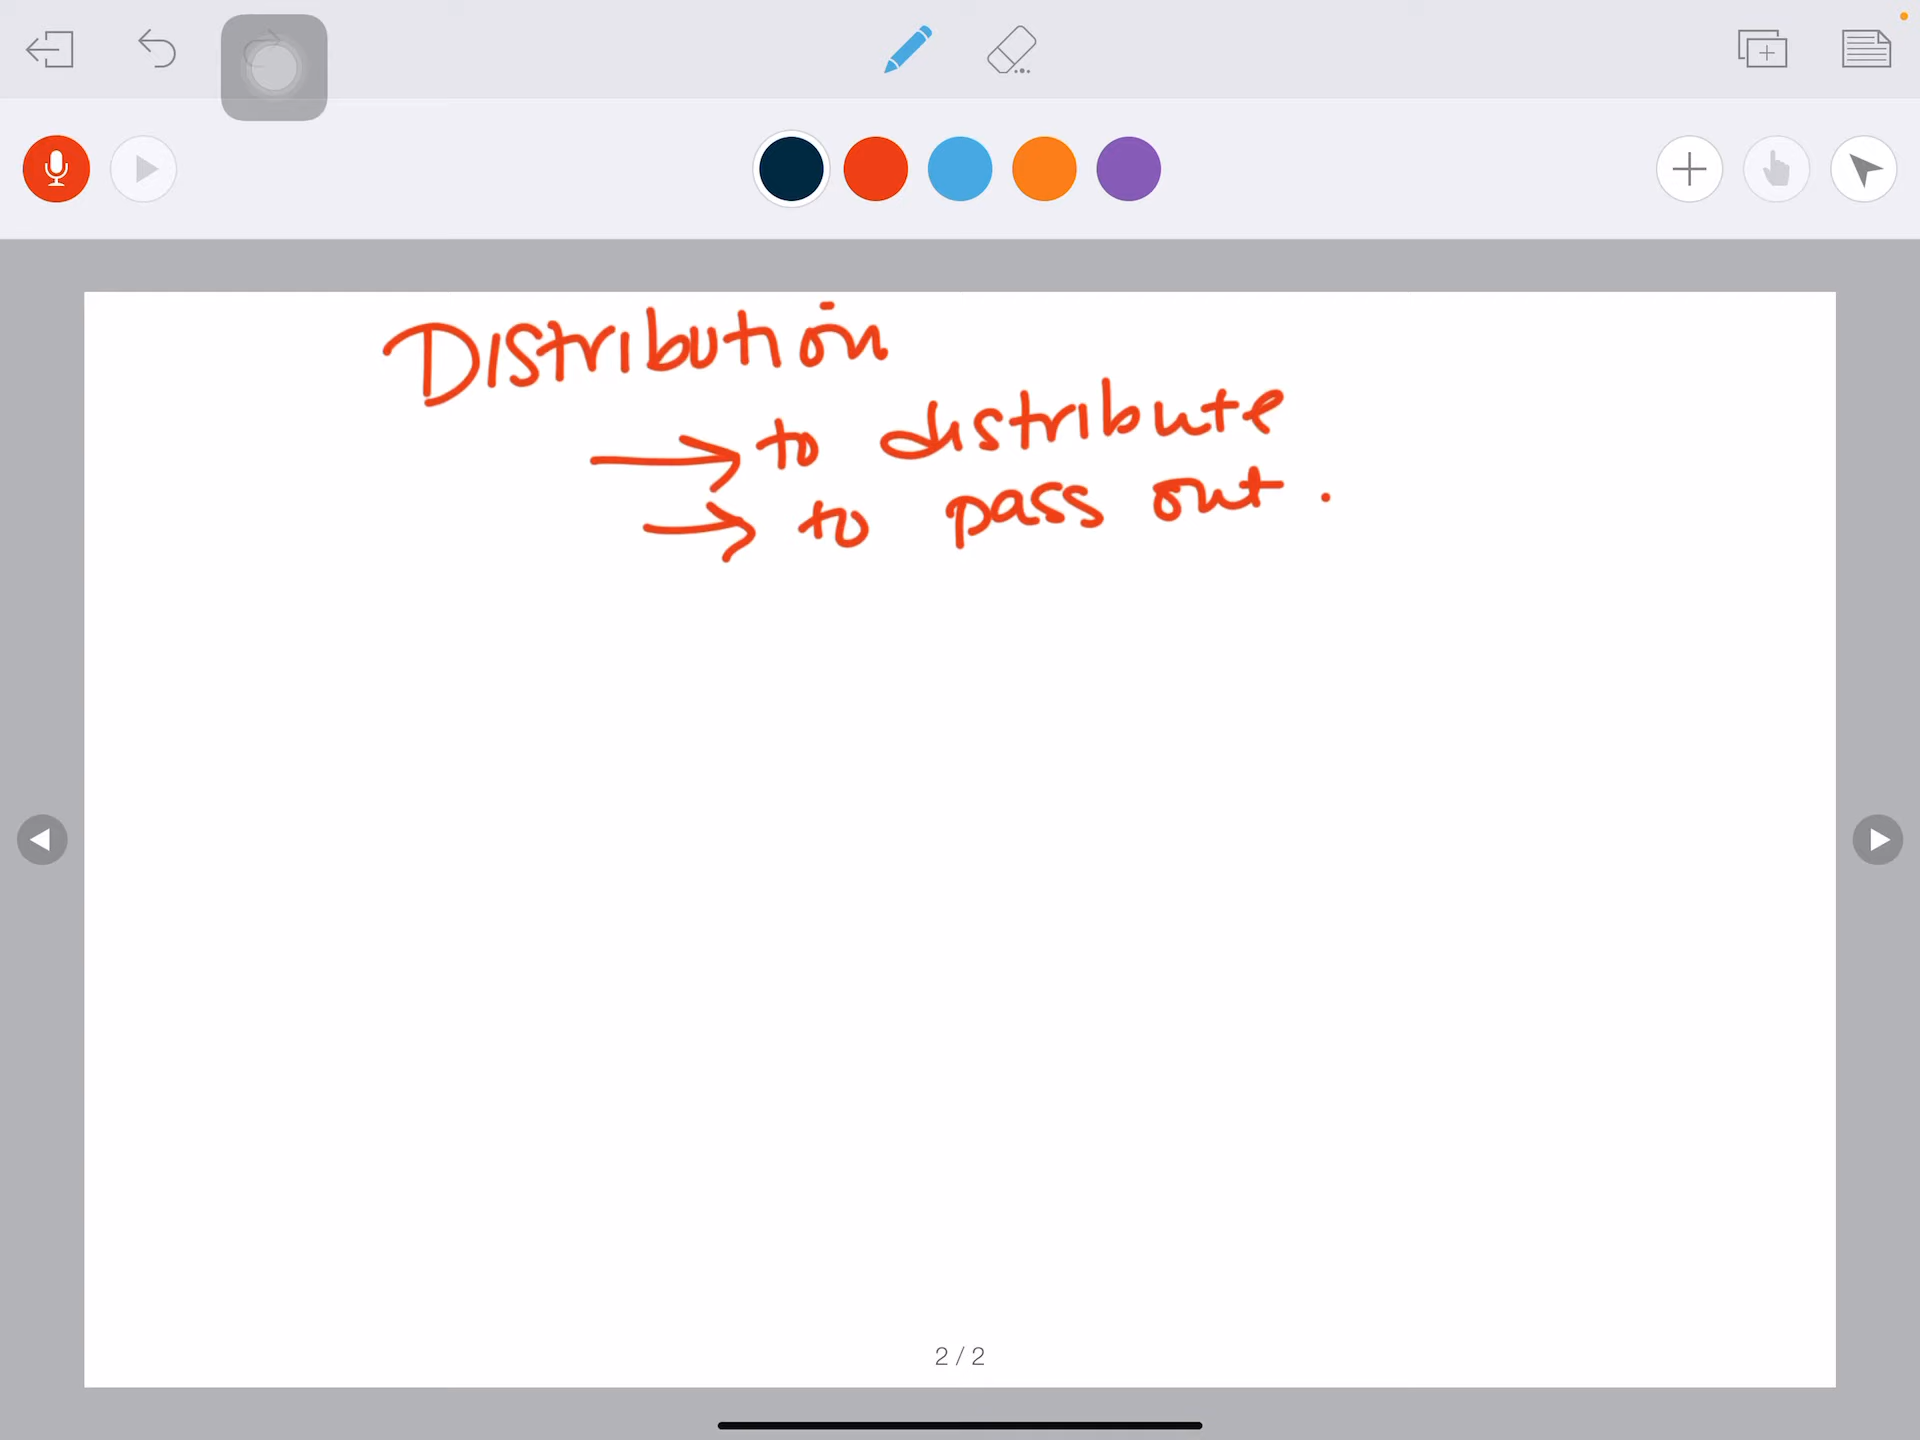 Distribution
→ to distribute
→ to pass out.
2 / 2